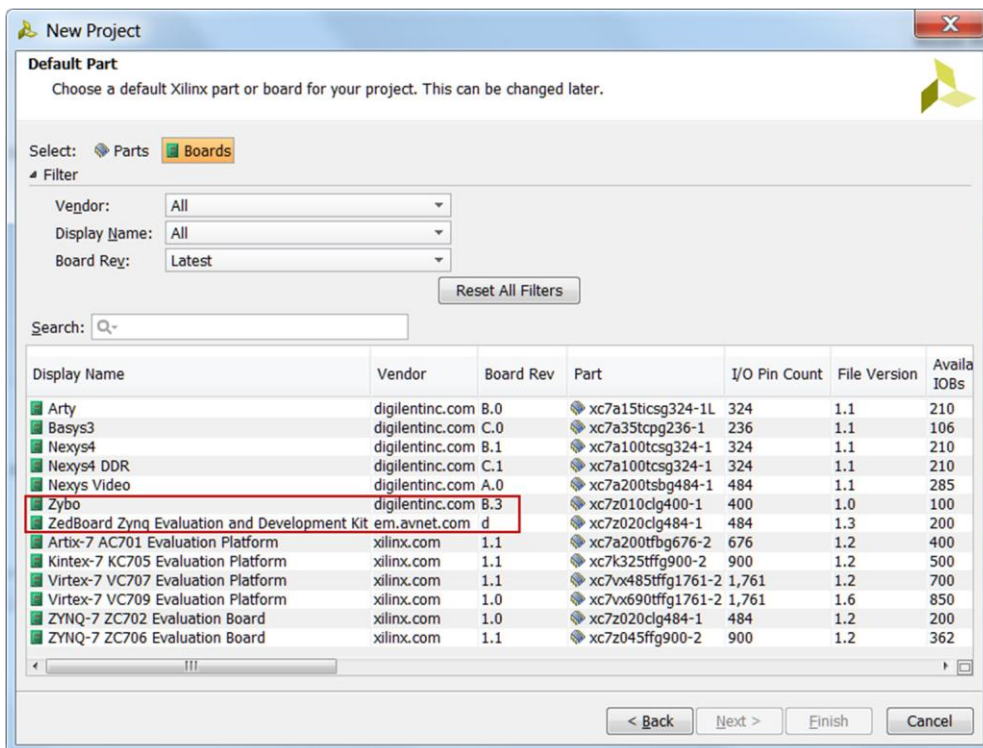 New Project
Default Part
Choose a default Xilinx part or board for your project. This can be changed later.
Select: Parts Boards
Filter
Vendor: All
Display Name: All
Board Rev: Latest
Reset All Filters
Search:
Display Name Vendor Board Rev Part I/O Pin Count File Version Availa
IOBs
Arty digilentinc.com B.0 xc7a15ticsg324-1L 324 1.1 210
Basys3 digilentinc.com C.0 xc7a35tcpg236-1 236 1.1 106
Nexys4 digilentinc.com B.1 xc7a100tcsg324-1 324 1.1 210
Nexys4 DDR digilentinc.com C.1 xc7a100tcsg324-1 324 1.1 210
Nexys Video digilentinc.com A.0 xc7a200tsbg484-1 484 1.1 285
Zybo digilentinc.com B.3 xc7z010clg400-1 400 1.0 100
ZedBoard Zynq Evaluation and Development Kit em.avnet.com d xc7z020clg484-1 484 1.3 200
Artix-7 AC701 Evaluation Platform xilinx.com 1.1 xc7a200tfbg676-2 676 1.2 400
Kintex-7 KC705 Evaluation Platform xilinx.com 1.1 xc7k325tffg900-2 900 1.2 500
Virtex-7 VC707 Evaluation Platform xilinx.com 1.1 xc7vx485tffg1761-2 1,761 1.2 700
Virtex-7 VC709 Evaluation Platform xilinx.com 1.0 xc7vx690tffg1761-2 1,761 1.6 850
ZYNQ-7 ZC702 Evaluation Board xilinx.com 1.0 xc7z020clg484-1 484 1.2 200
ZYNQ-7 ZC706 Evaluation Board xilinx.com 1.1 xc7z045ffg900-2 900 1.2 362
< Back Next > Finish Cancel